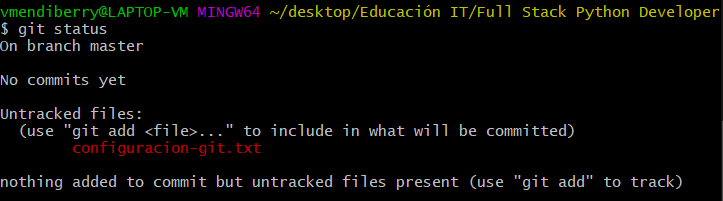 vmendiberry@LAPTOP-VM MINGW64 ~/desktop/Educación IT/Full Stack Python Developer
$ git status
On branch master
No commits yet
Untracked files:
(use "git add <file>..." to include in what will be committed)
configuracion-git.txt
nothing added to commit but untracked files present (use "git add" to track)